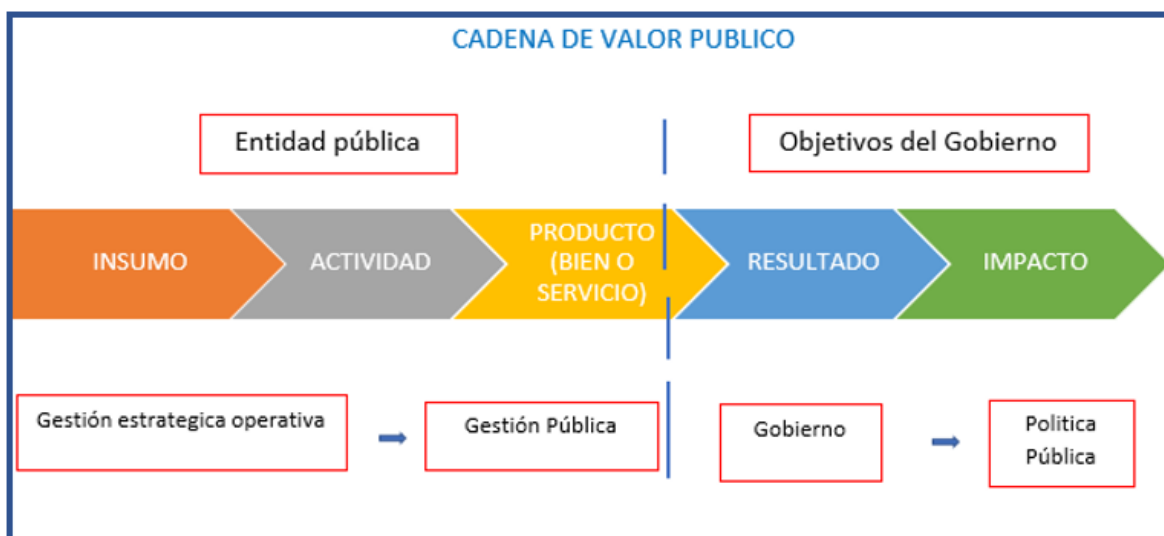 CADENA DE VALOR PUBLICO
Entidad pública
Objetivos del Gobierno
INSUMO
ACTIVIDAD
PRODUCTO
(BIEN O
SERVICIO)
RESULTADO
IMPACTO
Gestión estrategica operativa
Gestión Pública
Gobierno
Politica
Pública